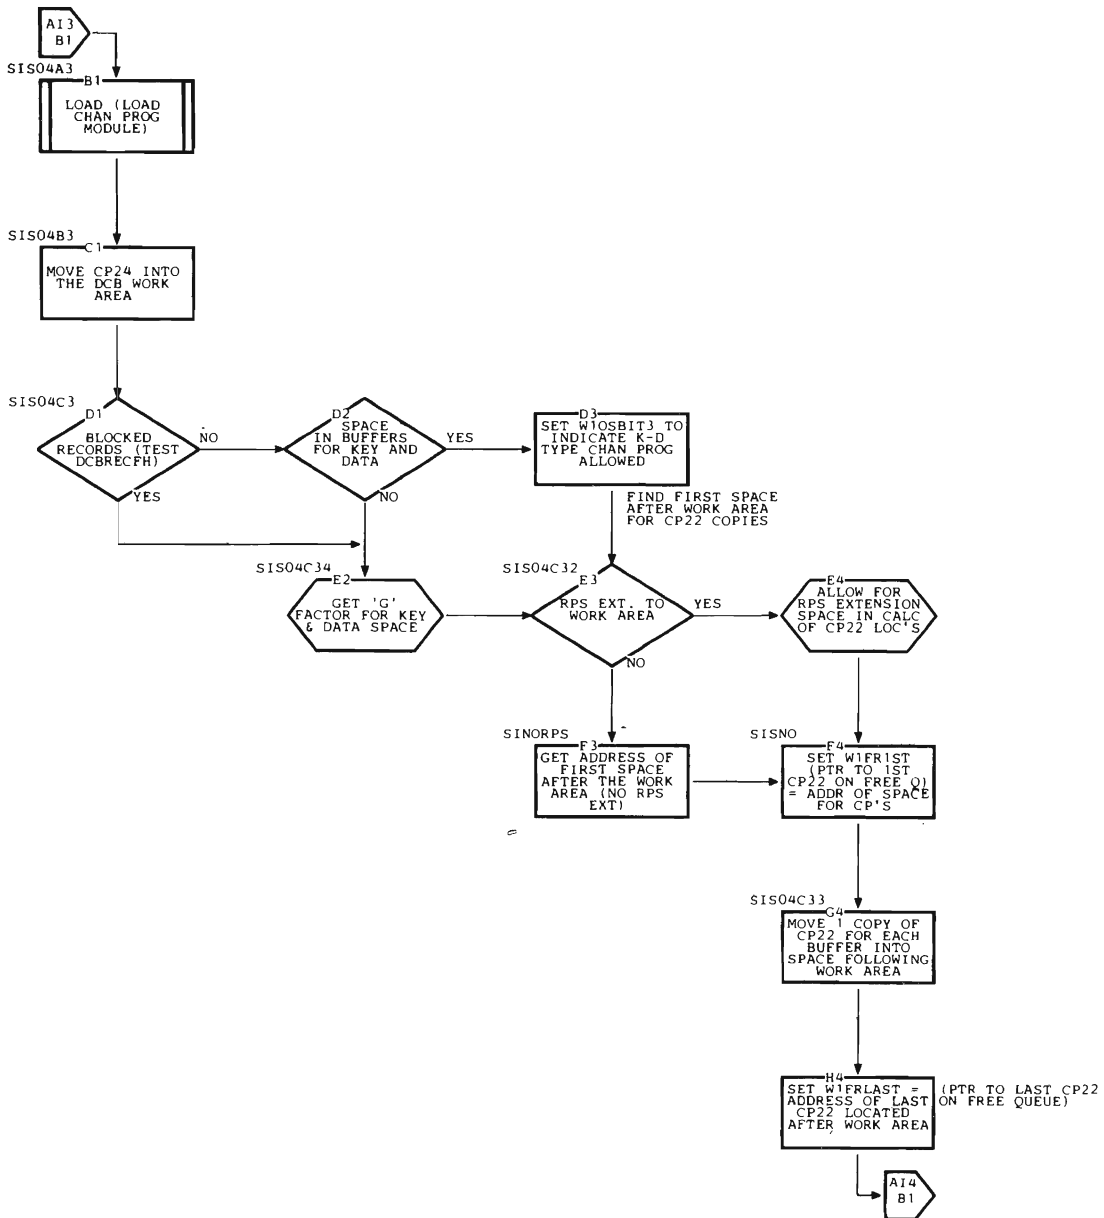 AI3
B1
SIS04A3
B1
LOAD (LOAD
CHAN PROG
MODULE)
SIS04B3
C1
MOVE CP24 INTO
THE DCB WORK
AREA
SIS04C3
D1
BLOCKED
RECORDS (TEST
DCBRECFH)
NO
YES
D2
SPACE
IN BUFFERS
FOR KEY AND
DATA
YES
NO
D3
SET W1OSBIT3 TO
INDICATE K-D
TYPE CHAN PROG
ALLOWED
FIND FIRST SPACE
AFTER WORK AREA
FOR CP22 COPIES
SIS04C34
E2
GET 'G'
FACTOR FOR KEY
& DATA SPACE
SIS04C32
E3
RPS EXT. TO
WORK AREA
YES
NO
E4
ALLOW FOR
RPS EXTENSION
SPACE IN CALC
OF CP22 LOC'S
SINORPS
F3
GET ADDRESS OF
FIRST SPACE
AFTER THE WORK
AREA (NO RPS
EXT)
SISNO
F4
SET W1FR1ST
(PTR TO 1ST
CP22 ON FREE Q)
= ADDR OF SPACE
FOR CP'S
SIS04C33
G4
MOVE 1 COPY OF
CP22 FOR EACH
BUFFER INTO
SPACE FOLLOWING
WORK AREA
H4
SET W1FRLAST =
ADDRESS OF LAST
CP22 LOCATED
AFTER WORK AREA
(PTR TO LAST CP22
ON FREE QUEUE)
AI4
B1